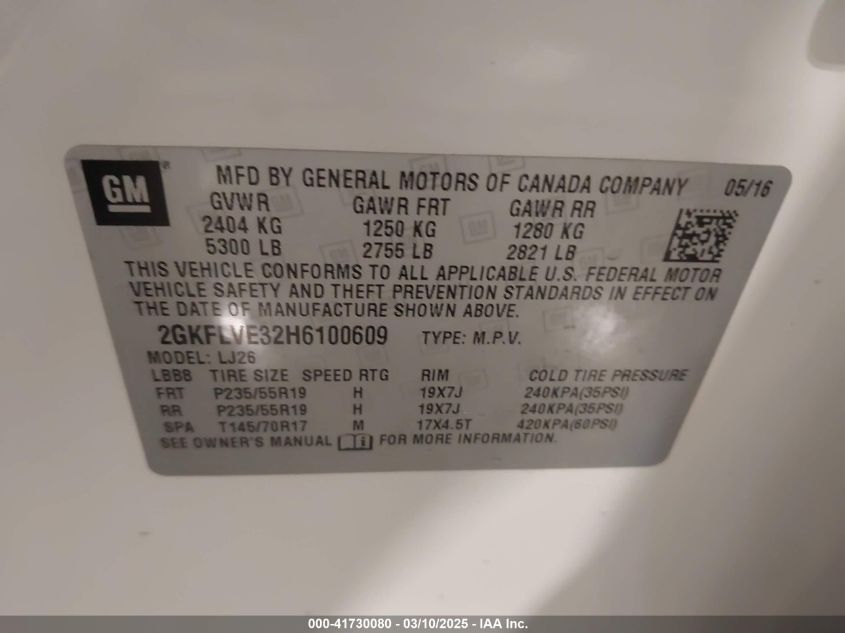 GM®
MFD BY GENERAL MOTORS OF CANADA COMPANY 05/16
GVWR GAWR FRT GAWR RR
2404 KG 1250 KG 1280 KG
5300 LB 2755 LB 2821 LB
THIS VEHICLE CONFORMS TO ALL APPLICABLE U.S. FEDERAL MOTOR
VEHICLE SAFETY AND THEFT PREVENTION STANDARDS IN EFFECT ON
THE DATE OF MANUFACTURE SHOWN ABOVE.
2GKFLVE32H6100609 TYPE: M.P.V.
MODEL: LJ26
LBBB TIRE SIZE SPEED RTG RIM COLD TIRE PRESSURE
FRT P235/55R19 H 19X7J 240KPA(35PSI)
RR P235/55R19 H 19X7J 240KPA(35PSI)
SPA T145/70R17 M 17X4.5T 420KPA(60PSI)
SEE OWNER'S MANUAL FOR MORE INFORMATION.
000-41730080 - 03/10/2025 - IAA Inc.